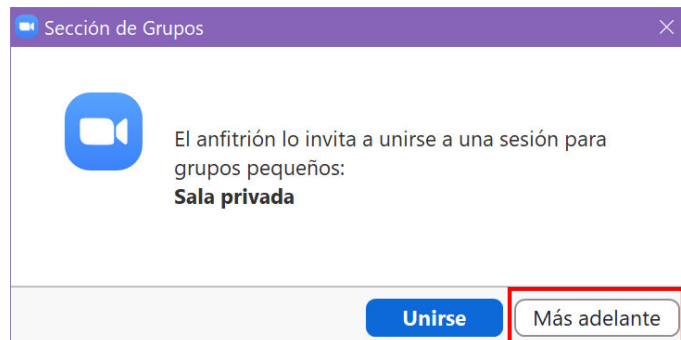 Sección de Grupos
El anfitrión lo invita a unirse a una sesión para
grupos pequeños:
Sala privada
Unirse
Más adelante